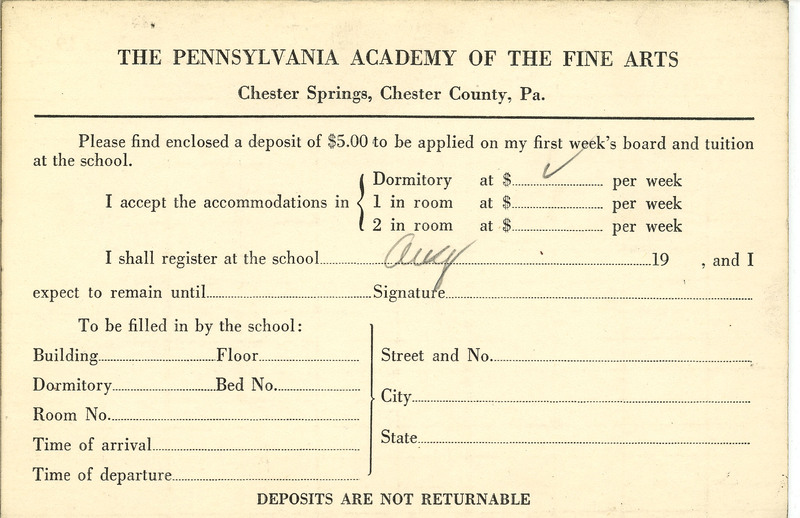 THE PENNSYLVANIA ACADEMY OF THE FINE ARTS
Chester Springs, Chester County, Pa.
Please find enclosed a deposit of $5.00 to be applied on my first week's board and tuition
at the school.
I accept the accommodations in
Dormitory at $ ✓ per week
1 in room at $ per week
2 in room at $ per week
I shall register at the school Aug 19 , and I
expect to remain until Signature
To be filled in by the school:
Building Floor
Dormitory Bed No.
Room No.
Time of arrival
Time of departure
Street and No.
City
State
DEPOSITS ARE NOT RETURNABLE